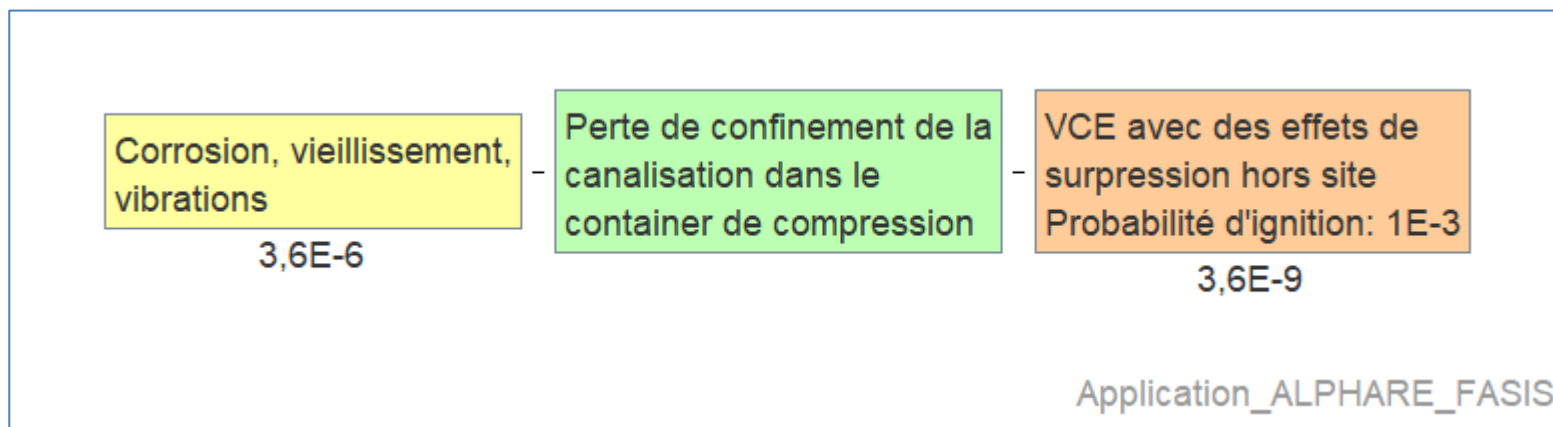 Corrosion, vieillissement,
vibrations
3,6E-6
-
Perte de confinement de la
canalisation dans le
container de compression
-
VCE avec des effets de
surpression hors site
Probabilité d'ignition: 1E-3
3,6E-9
Application_ALPHARE_FASIS